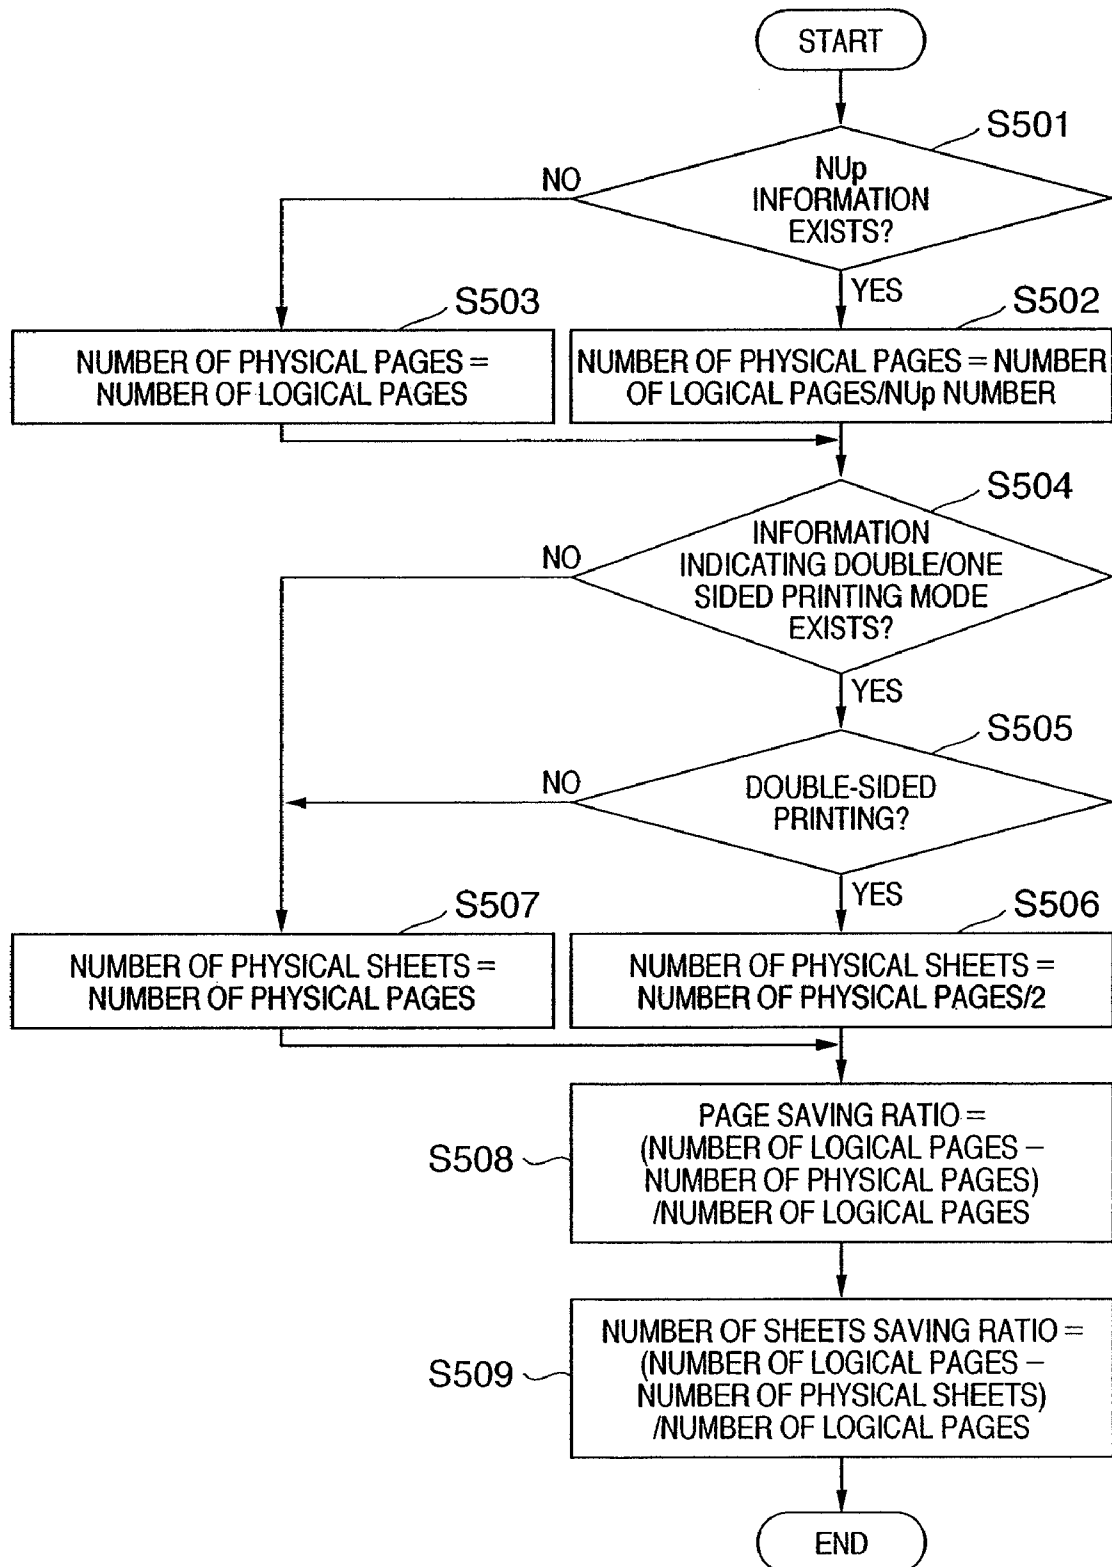 START
S501
NUp
INFORMATION
EXISTS?
NO
YES
S503
S502
NUMBER OF PHYSICAL PAGES =
NUMBER OF LOGICAL PAGES
NUMBER OF PHYSICAL PAGES = NUMBER
OF LOGICAL PAGES/NUp NUMBER
S504
INFORMATION
INDICATING DOUBLE/ONE
SIDED PRINTING MODE
EXISTS?
NO
YES
S505
DOUBLE-SIDED
PRINTING?
NO
YES
S507
S506
NUMBER OF PHYSICAL SHEETS =
NUMBER OF PHYSICAL PAGES
NUMBER OF PHYSICAL SHEETS =
NUMBER OF PHYSICAL PAGES/2
S508
PAGE SAVING RATIO =
(NUMBER OF LOGICAL PAGES –
NUMBER OF PHYSICAL PAGES)
/NUMBER OF LOGICAL PAGES
S509
NUMBER OF SHEETS SAVING RATIO =
(NUMBER OF LOGICAL PAGES –
NUMBER OF PHYSICAL SHEETS)
/NUMBER OF LOGICAL PAGES
END